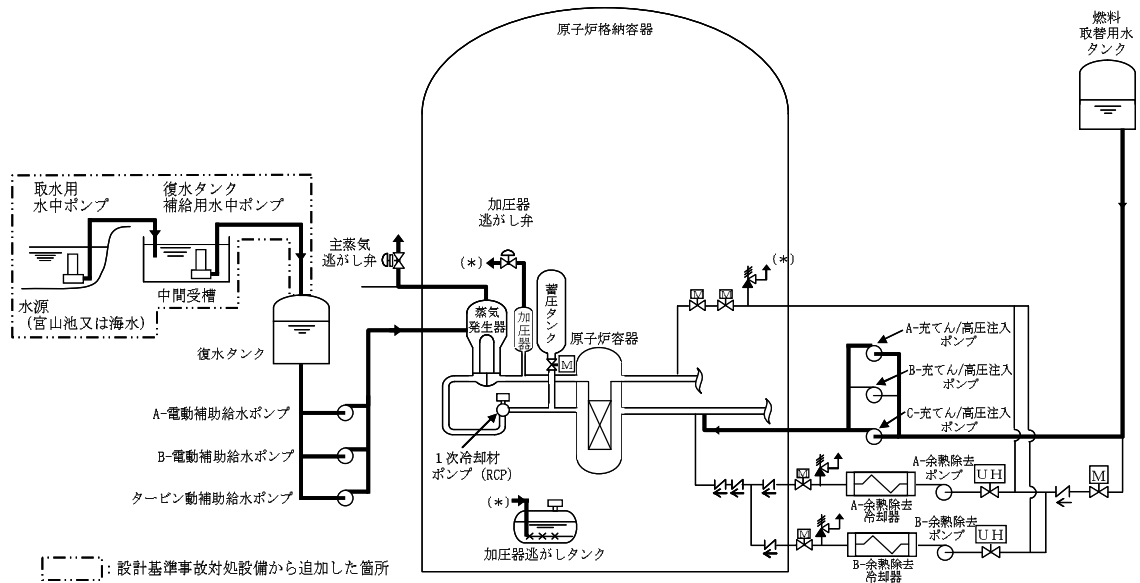 原子炉格納容器
燃料
取替用水
タンク
取水用
水中ポンプ
復水タンク
補給用水中ポンプ
中間受槽
水源
(宮山池又は海水)
復水タンク
主蒸気
逃がし弁
加圧器
逃がし弁
(*)
(*)
蒸気
発生器
加圧器
蓄圧タンク
M
原子炉容器
M
M
A-充てん/高圧注入
ポンプ
B-充てん/高圧注入
ポンプ
C-充てん/高圧注入
ポンプ
A-電動補助給水ポンプ
B-電動補助給水ポンプ
タービン動補助給水ポンプ
1次冷却材
ポンプ (RCP)
(*)
加圧器逃がしタンク
M
A-余熱除去
冷却器
A-余熱除去
ポンプ
UH
M
M
B-余熱除去
冷却器
B-余熱除去
ポンプ
UH
：設計基準事故対処設備から追加した箇所